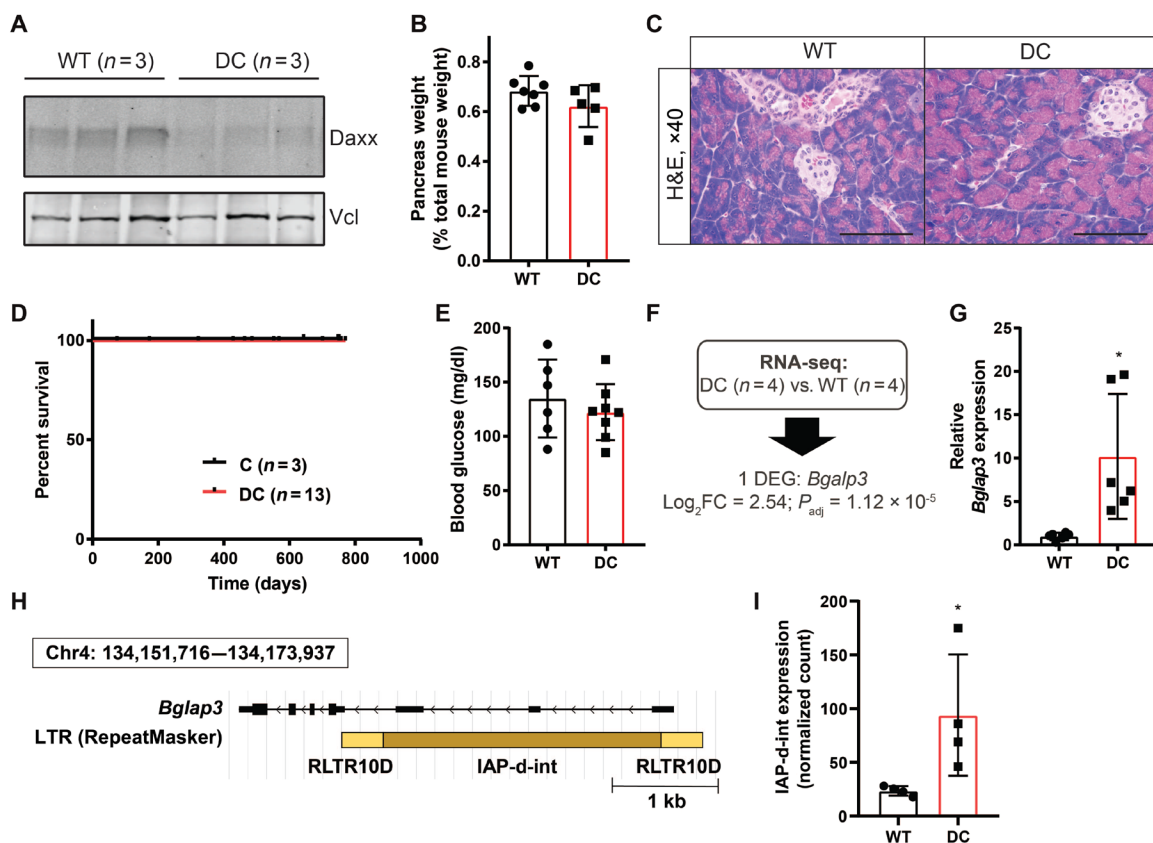 A
WT (n = 3) DC (n = 3)
Daxx
Vcl
B
Pancreas weight
(% total mouse weight)
0.8
0.6
0.4
0.2
0.0
WT DC
C
WT DC
H&E, ×40
D
Percent survival
100
50
0
0 200 400 600 800 1000
Time (days)
C (n = 3)
DC (n = 13)
E
Blood glucose (mg/dl)
200
150
100
50
0
WT DC
F
RNA-seq:
DC (n = 4) vs. WT (n = 4)
1 DEG: Bgalp3
Log2FC = 2.54; Padj = 1.12 × 10-5
G
Relative
Bglap3 expression
25
20
15
10
5
0
*
WT DC
H
Chr4: 134,151,716—134,173,937
Bglap3
LTR (RepeatMasker)
RLTR10D IAP-d-int RLTR10D
1 kb
I
IAP-d-int expression
(normalized count)
200
150
100
50
0
*
WT DC